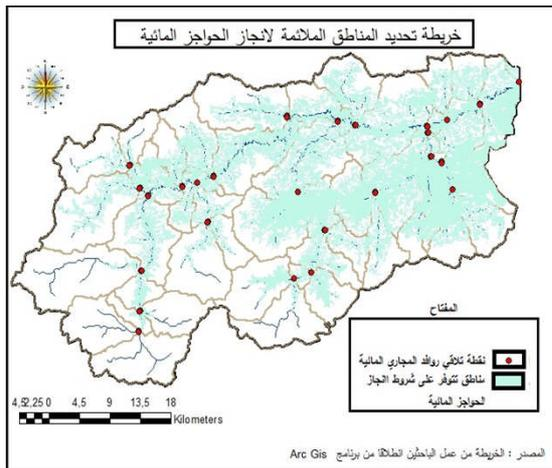 خريطة تحديد المناطق الملائمة لانجاز الحواجز المائية
المفتاح
نقطة تلاقي روافد المجاري المائية
مناطق تتوفر على شروط انجاز
الحواجز المائية
4,5 2,25 0 4,5 9 13,5 18
Kilometers
المصدر : الخريطة من عمل الباحثين انطلاقا من برنامج Arc Gis